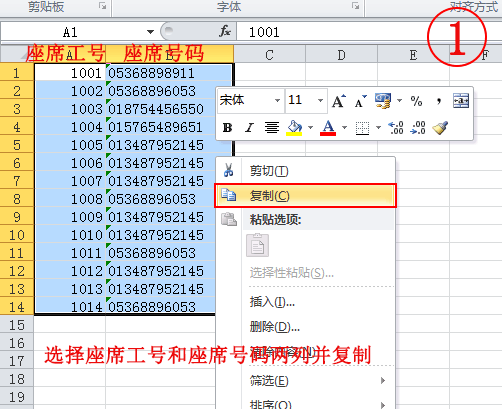 剪贴板 字体 对齐方式
A1 fx 1001 ①
座席工号 座席号码
A C D E F
1 1001 05368898911
2 1002 05368896053
3 1003 018754456550
4 1004 015765489651
5 1005 013487952145
6 1006 013487952145
7 1007 013487952145
8 1008 05368896053
9 1009 013487952145
10 1010 013487952145
11 1011 05368896053
12 1012 013487952145
13 1013 013487952145
14 1014 05368896053
15
16
17
18
19
宋体 11 A A % ,
B I A .00 .00
剪切(T)
复制(C)
粘贴选项:
选择性粘贴(S)...
插入(I)...
删除(D)...
选择座席工号和座席号码两列并复制
筛选(E)
排序(O)